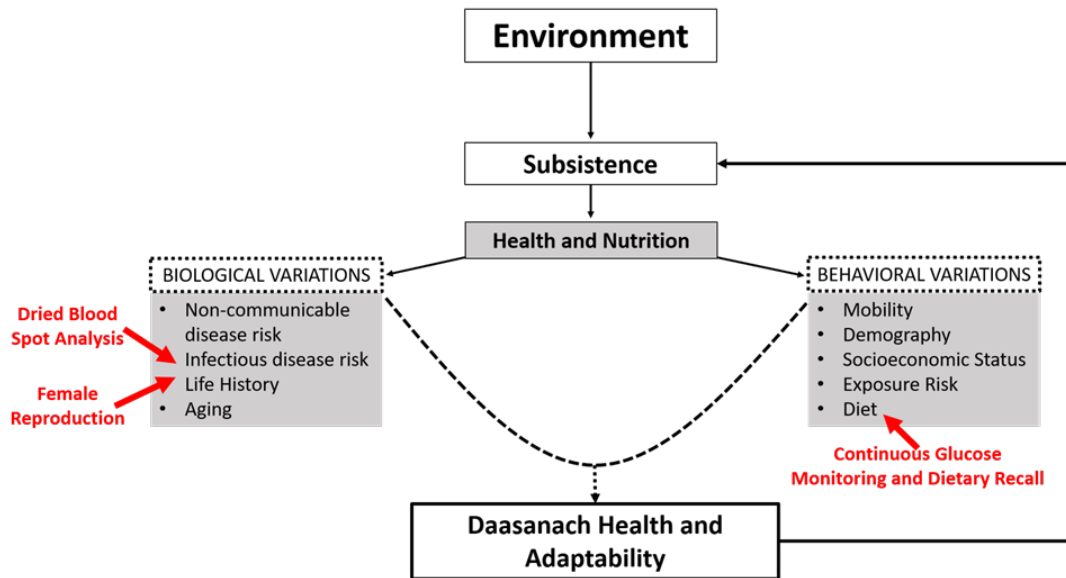 Environment
Subsistence
Health and Nutrition
BIOLOGICAL VARIATIONS
• Non-communicable
disease risk
• Infectious disease risk
• Life History
• Aging
Dried Blood
Spot Analysis
Female
Reproduction
BEHAVIORAL VARIATIONS
• Mobility
• Demography
• Socioeconomic Status
• Exposure Risk
• Diet
Continuous Glucose
Monitoring and Dietary Recall
Daasanach Health and
Adaptability